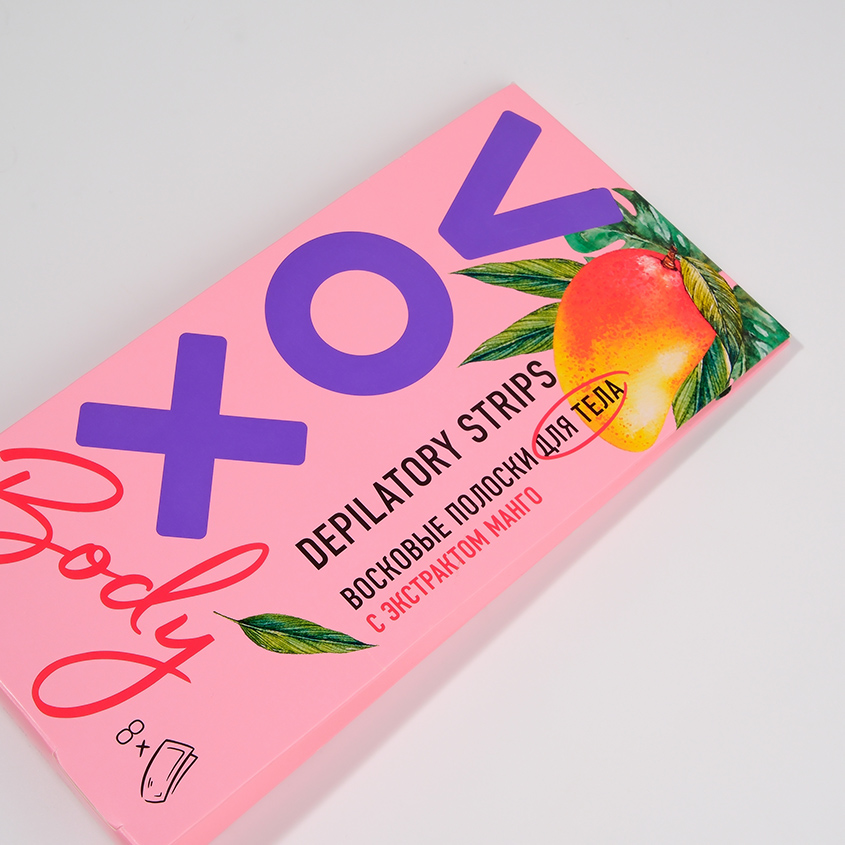 XOV
Body
DEPILATORY STRIPS
ВОСКОВЫЕ ПОЛОСКИ ДЛЯ ТЕЛА
С ЭКСТРАКТОМ МАНГО
8×